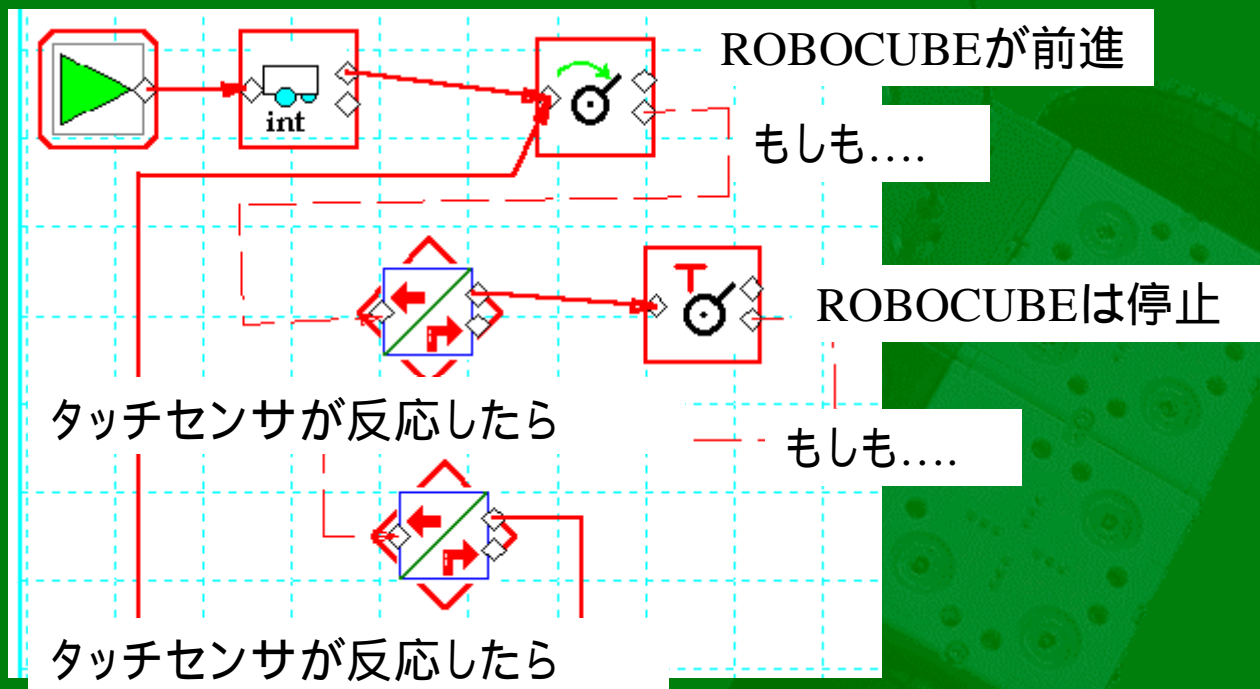 ROBOCUBEが前進
int
もしも….
ROBOCUBEは停止
タッチセンサが反応したら
もしも….
タッチセンサが反応したら